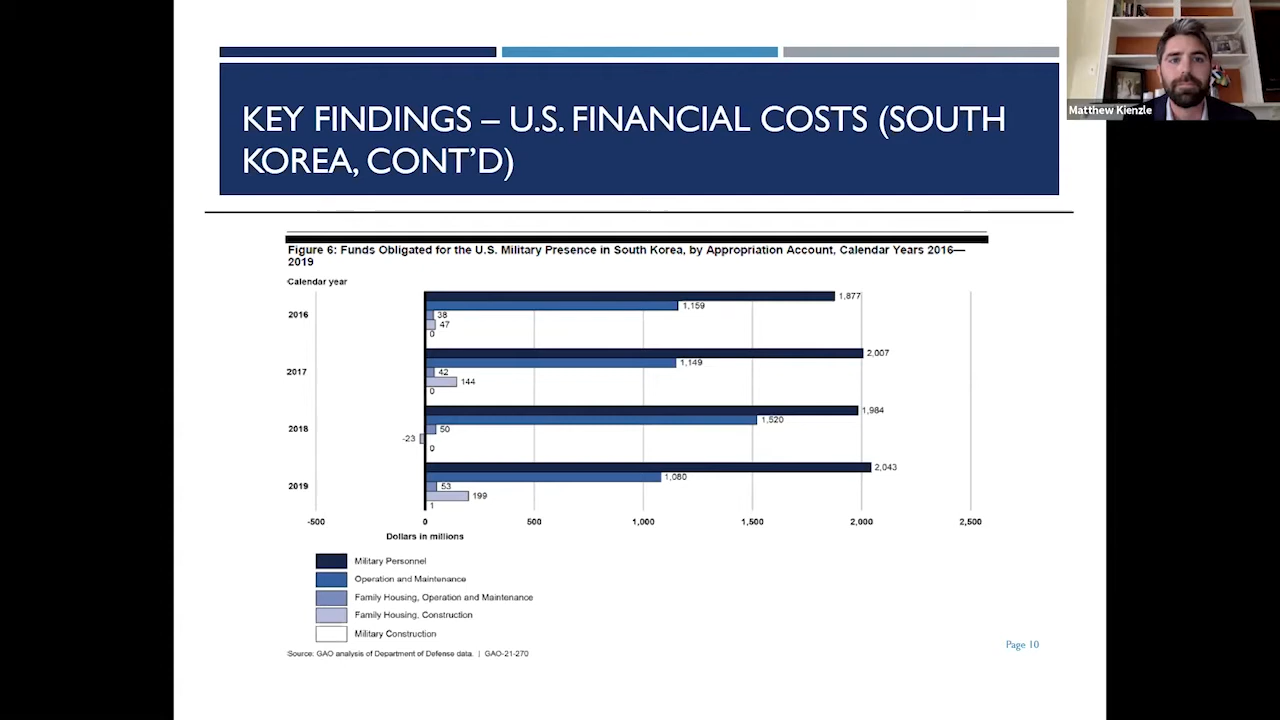 KEY FINDINGS – U.S. FINANCIAL COSTS (SOUTH
KOREA, CONT'D)
Matthew Kienzle
Figure 6: Funds Obligated for the U.S. Military Presence in South Korea, by Appropriation Account, Calendar Years 2016—
2019
Calendar year
2016
1,877
1,159
38
47
0
2017
2,007
1,149
42
144
0
2018
1,984
1,520
50
-23
0
2019
2,043
1,080
53
199
1
-500 0 500 1,000 1,500 2,000 2,500
Dollars in millions
Military Personnel
Operation and Maintenance
Family Housing, Operation and Maintenance
Family Housing, Construction
Military Construction
Source: GAO analysis of Department of Defense data. | GAO-21-270
Page 10